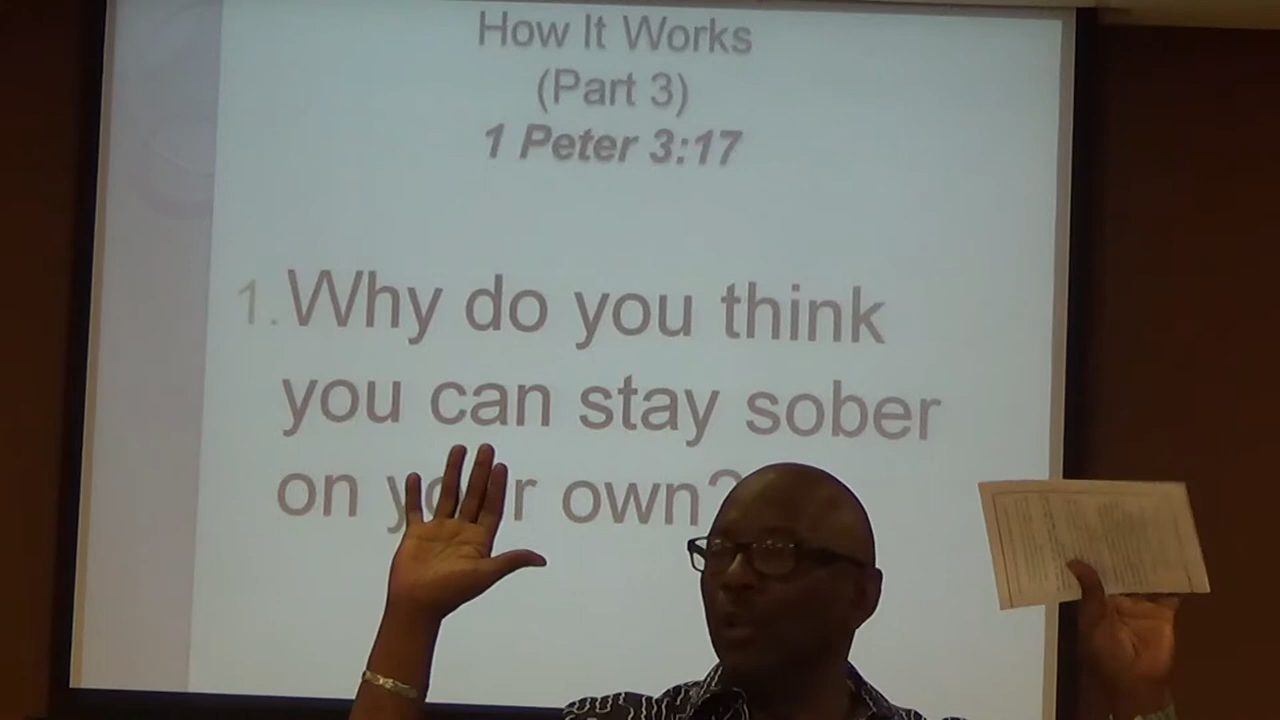 How It Works
(Part 3)
1 Peter 3:17
1. Why do you think
you can stay sober
on your own?